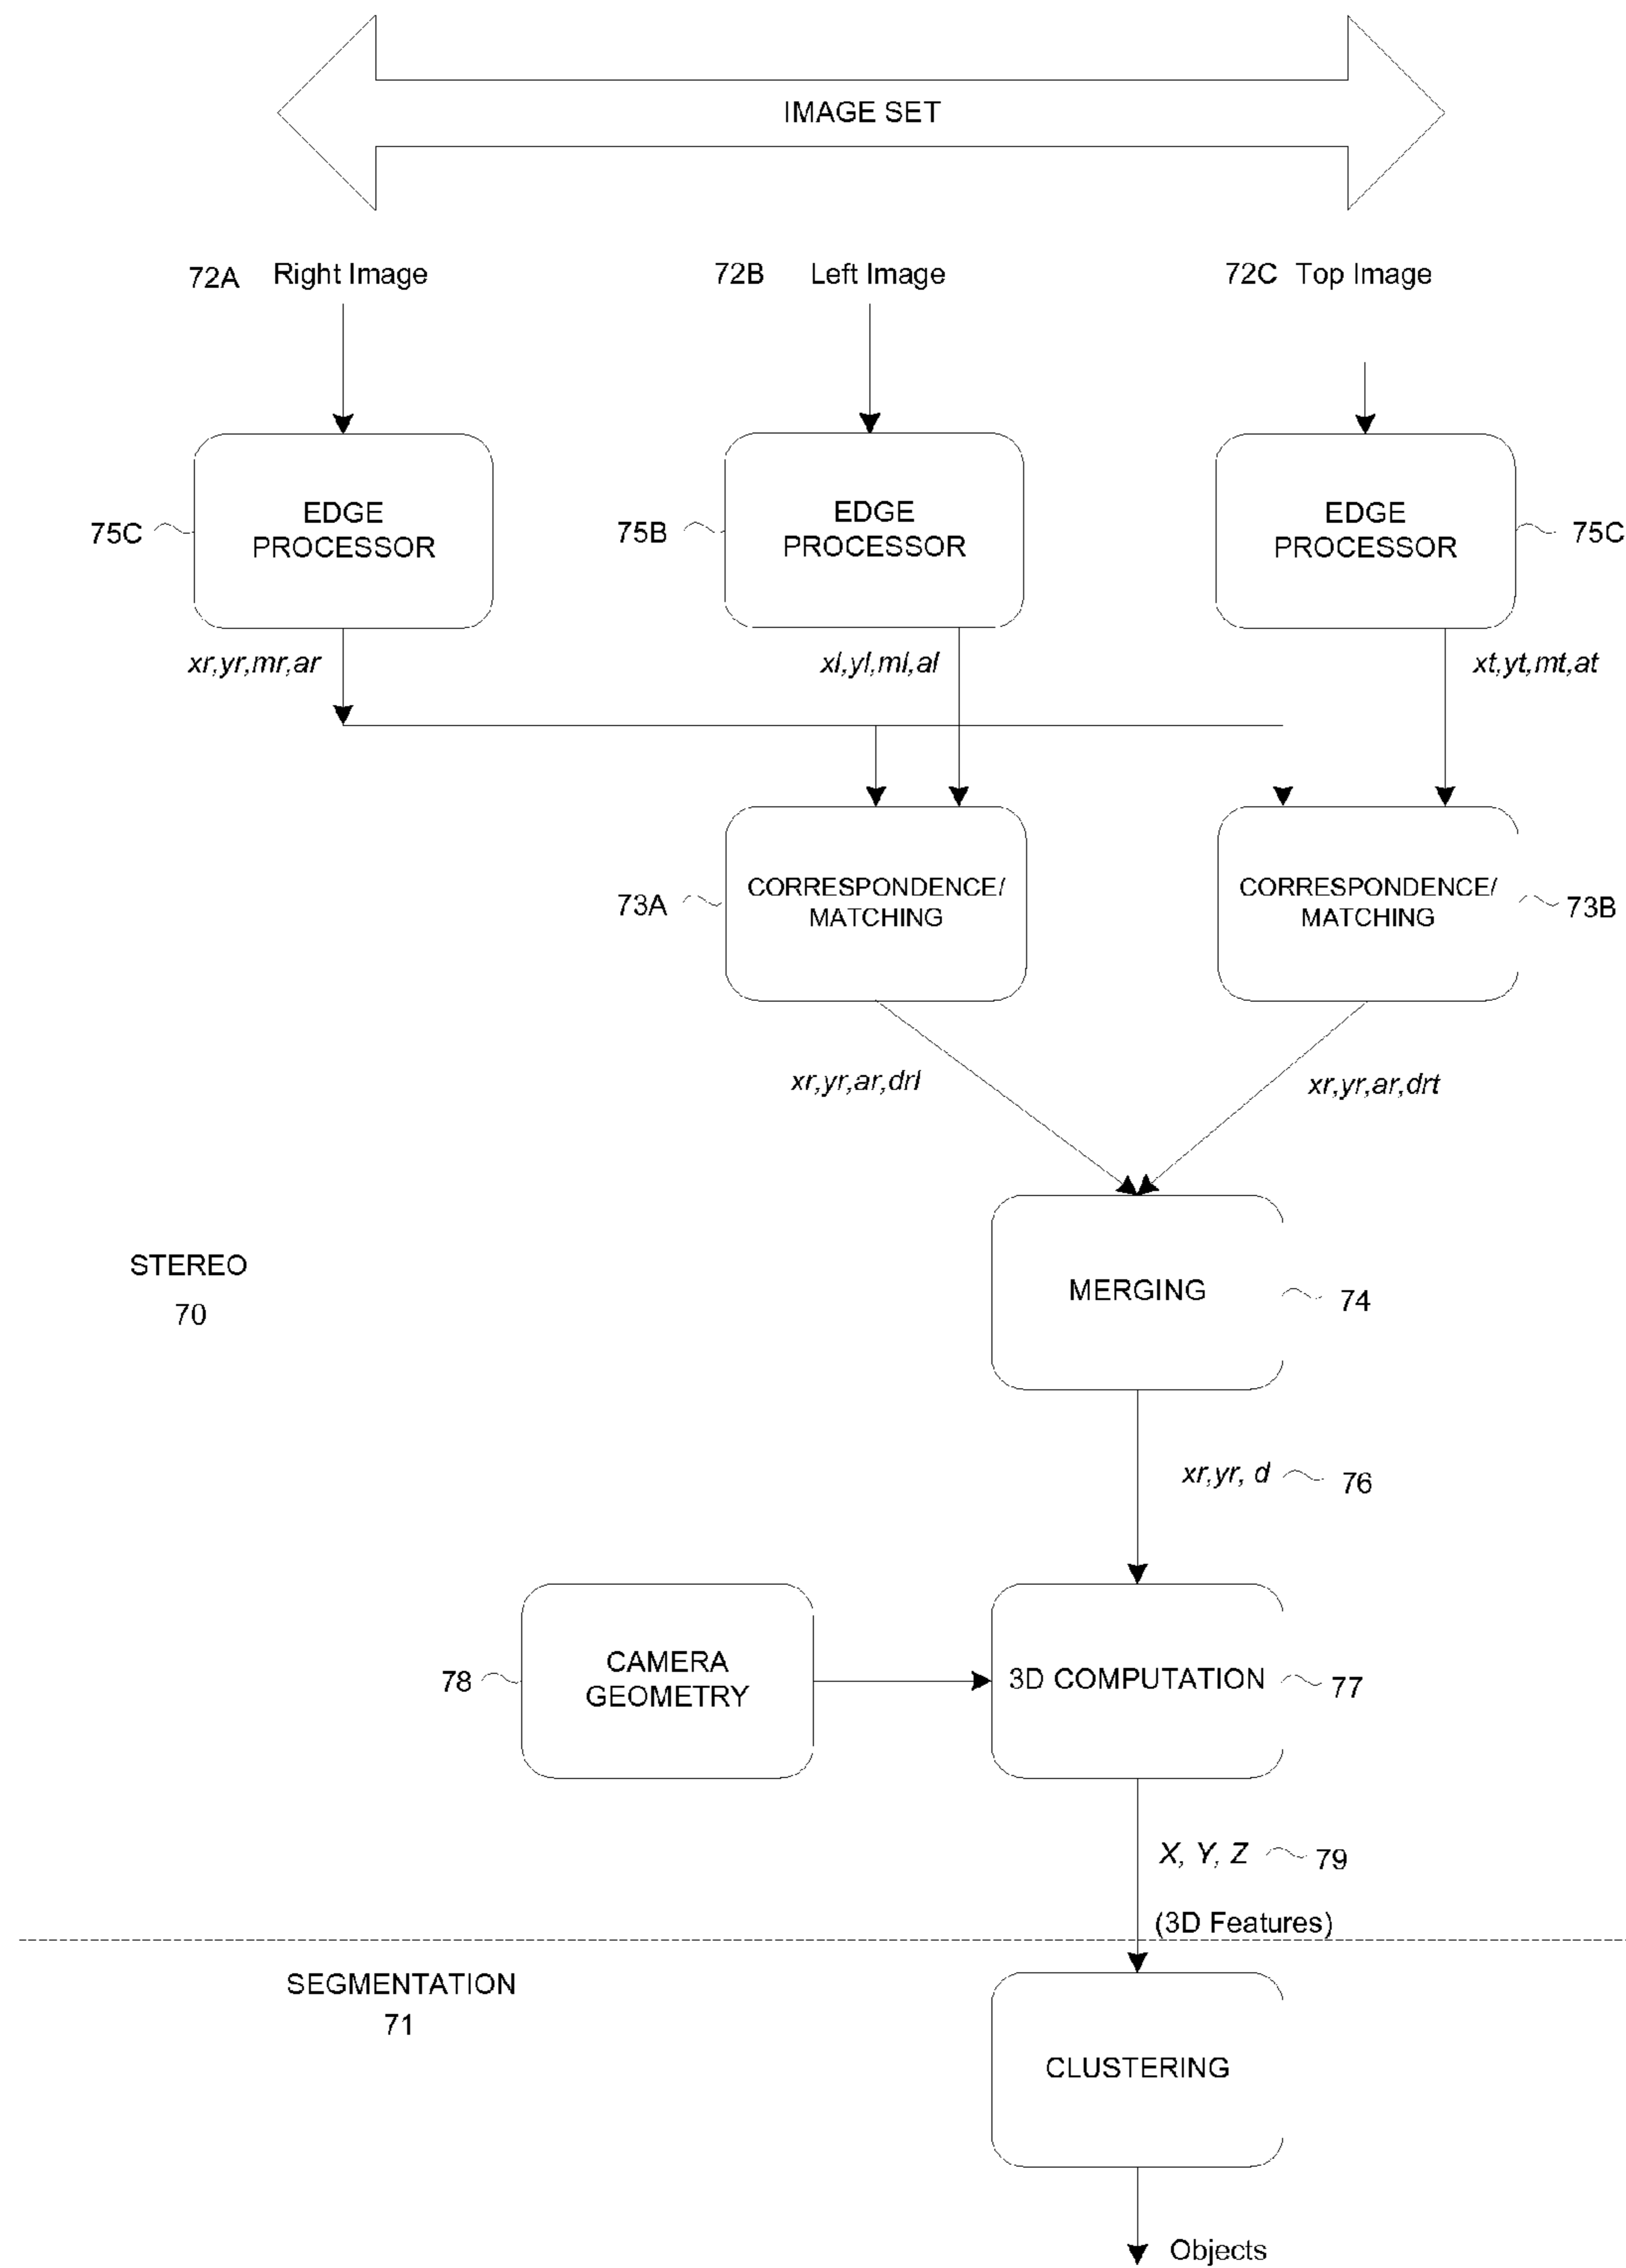 IMAGE SET
72A Right Image
72B Left Image
72C Top Image
75C
EDGE
PROCESSOR
75B
EDGE
PROCESSOR
EDGE
PROCESSOR
75C
xr,yr,mr,ar
xl,yl,ml,al
xt,yt,mt,at
73A
CORRESPONDENCE/
MATCHING
CORRESPONDENCE/
MATCHING
73B
xr,yr,ar,drl
xr,yr,ar,drt
STEREO
70
MERGING
74
xr,yr, d
76
78
CAMERA
GEOMETRY
3D COMPUTATION
77
X, Y, Z
79
(3D Features)
SEGMENTATION
71
CLUSTERING
Objects